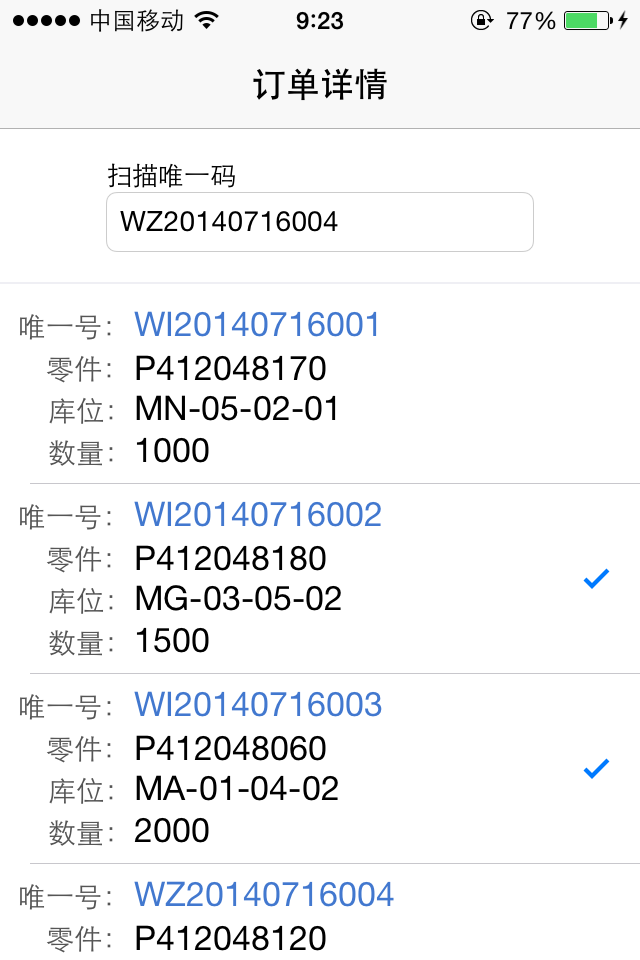 中国移动 9:23 77%
订单详情
扫描唯一码
WZ20140716004
唯一号: WI20140716001
零件: P412048170
库位: MN-05-02-01
数量: 1000
唯一号: WI20140716002
零件: P412048180
库位: MG-03-05-02
数量: 1500
唯一号: WI20140716003
零件: P412048060
库位: MA-01-04-02
数量: 2000
唯一号: WZ20140716004
零件: P412048120